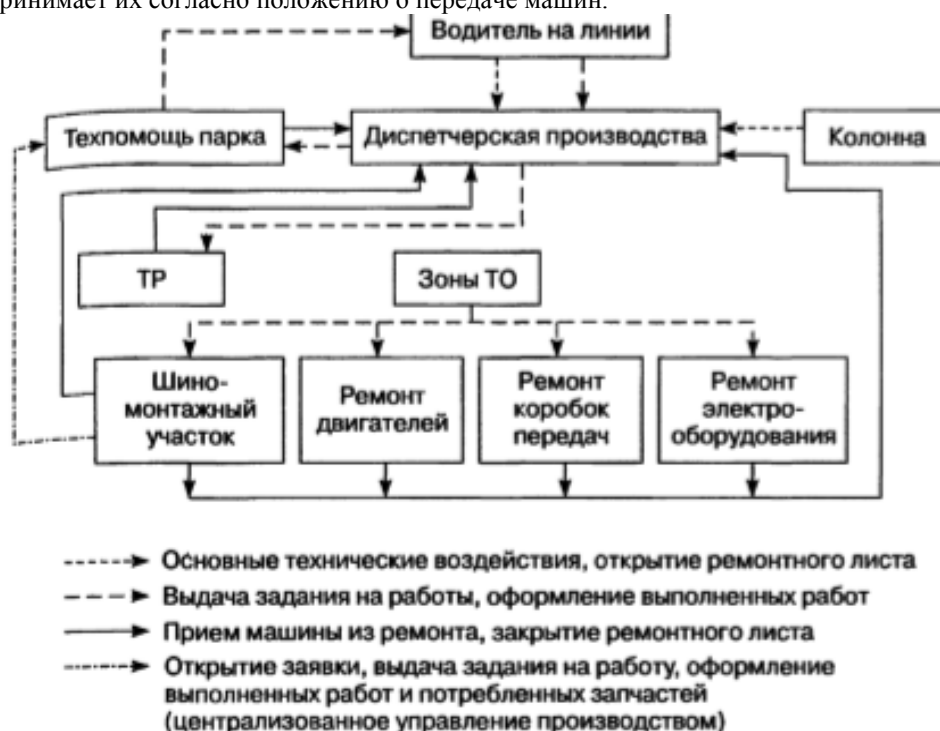 ринимает их согласно положению о передаче машин.
Водитель на линии
Техпомощь парка
Диспетчерская производства
Колонна
ТР
Зоны ТО
Шино-
монтажный
участок
Ремонт
двигателей
Ремонт
коробок
передач
Ремонт
электро-
оборудования
Основные технические воздействия, открытие ремонтного листа
Выдача задания на работы, оформление выполненных работ
Прием машины из ремонта, закрытие ремонтного листа
Открытие заявки, выдача задания на работу, оформление
выполненных работ и потребленных запчастей
(централизованное управление производством)